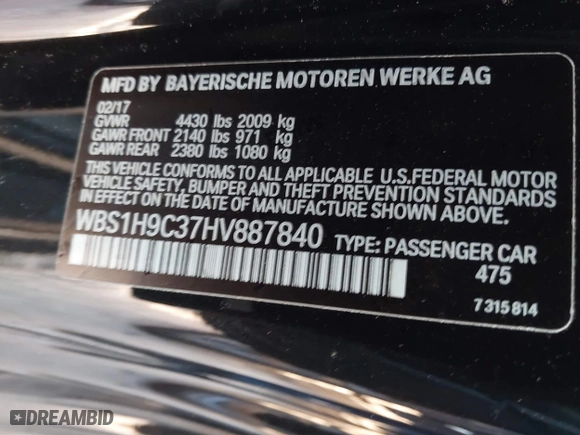 MFD BY BAYERISCHE MOTOREN WERKE AG
02/17
GVWR 4430 lbs 2009 kg
GAWR FRONT 2140 lbs 971 kg
GAWR REAR 2380 lbs 1080 kg
THIS VEHICLE CONFORMS TO ALL APPLICABLE U.S.FEDERAL MOTOR
VEHICLE SAFETY, BUMPER AND THEFT PREVENTION STANDARDS
IN EFFECT ON THE DATE OF MANUFACTURE SHOWN ABOVE.
WBS1H9C37HV887840 TYPE: PASSENGER CAR
475
7 315 814
DREAMBID